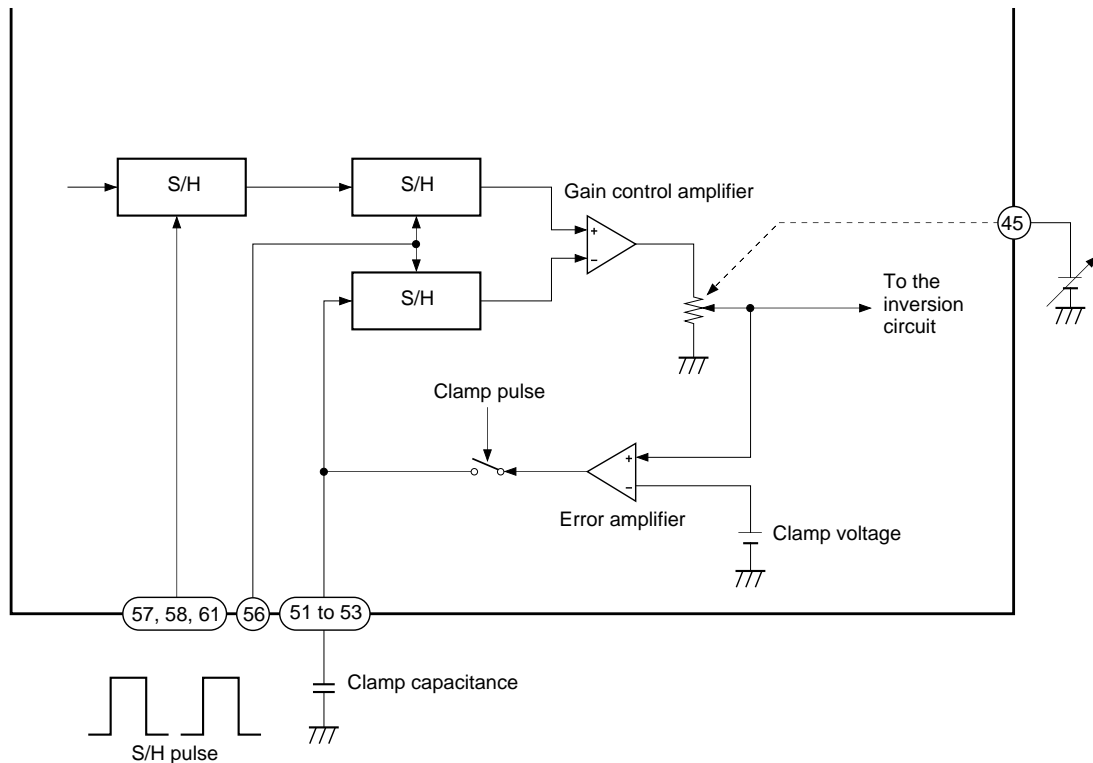 S/H
S/H
Gain control amplifier
+
–
45
S/H
To the
inversion
circuit
Clamp pulse
+
–
Error amplifier
Clamp voltage
57, 58, 61
56
51 to 53
Clamp capacitance
S/H pulse